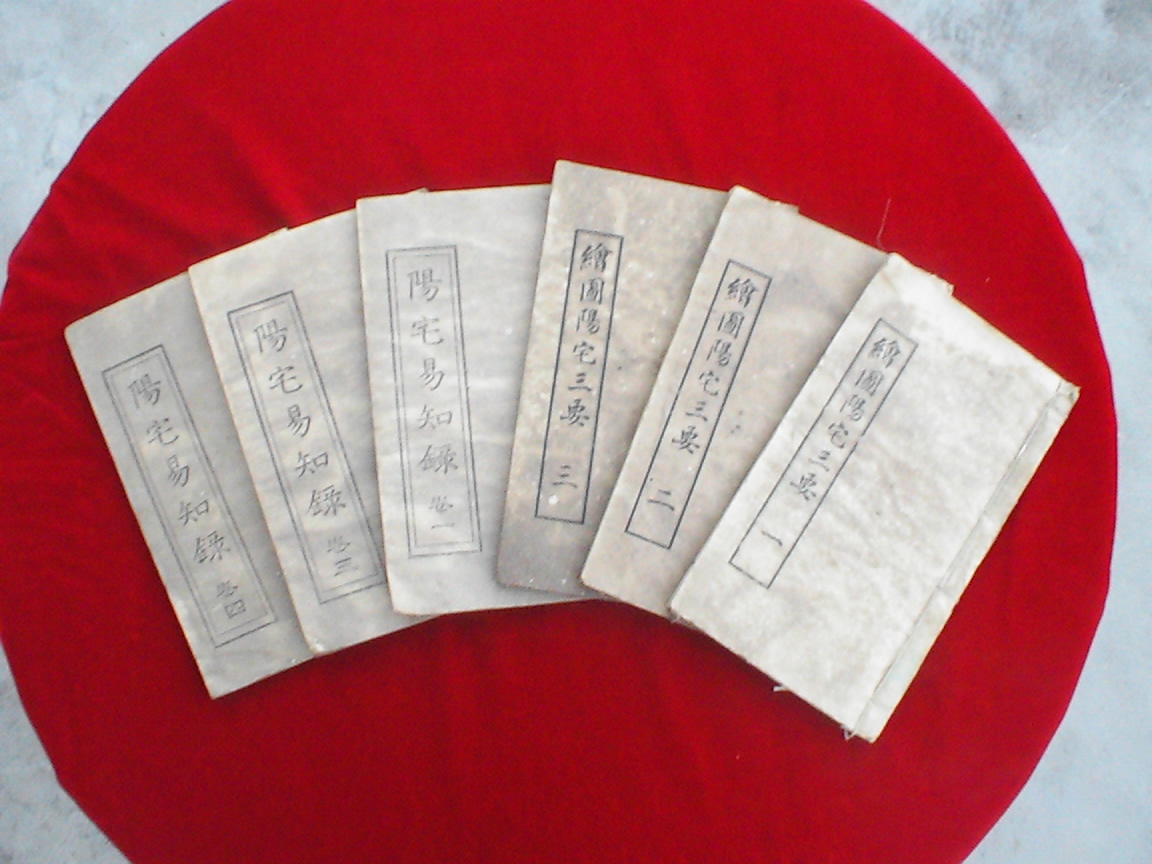 繪圖陽宅三要 一
繪圖陽宅三要 二
繪圖陽宅三要 三
陽宅易知錄 卷一
陽宅易知錄 卷三
陽宅易知錄 卷四